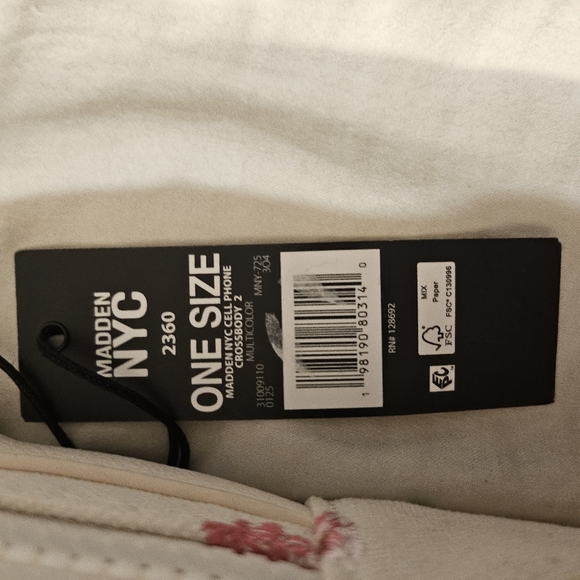 MADDEN
NYC
2360
ONE SIZE
MADDEN NYC CELL PHONE
CROSSBODY 2
31009110 MULTICOLOR MNY-725
0125 304
1 98190 80314 0
RN# 128692
MIX
Paper
FSC® C130996
FSC